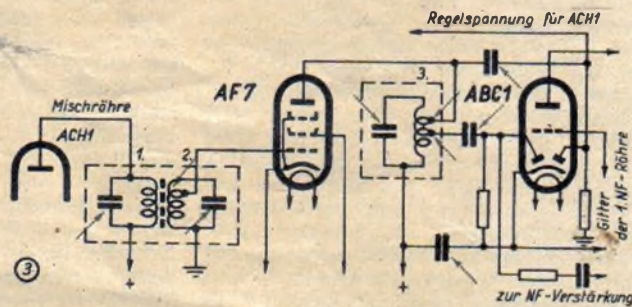 Regelspannung für ACH1
AF7
3.
ABC1
Mischröhre
ACH1
1.
2.
Gitter
der 1. NF-Röhre
3
+
+
zur NF-Verstärkung